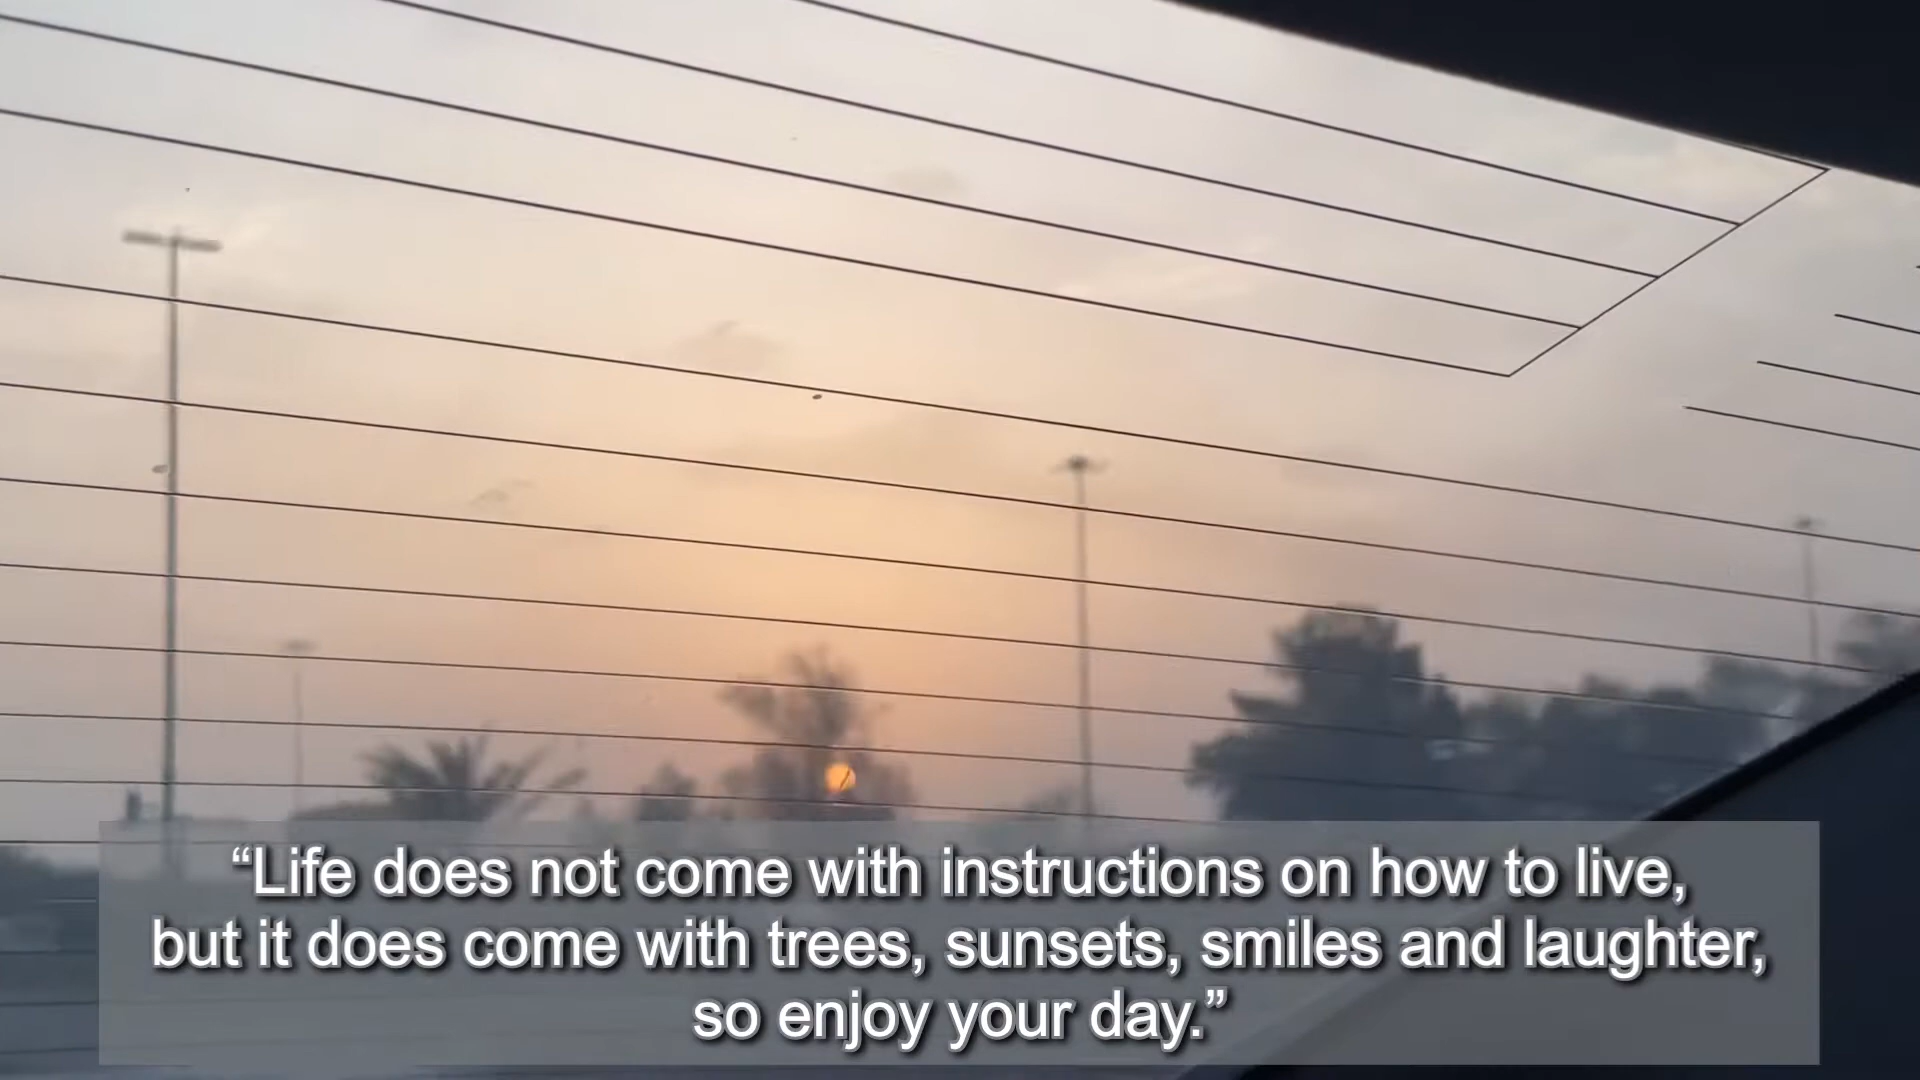 “Life does not come with instructions on how to live,
but it does come with trees, sunsets, smiles and laughter,
so enjoy your day.”